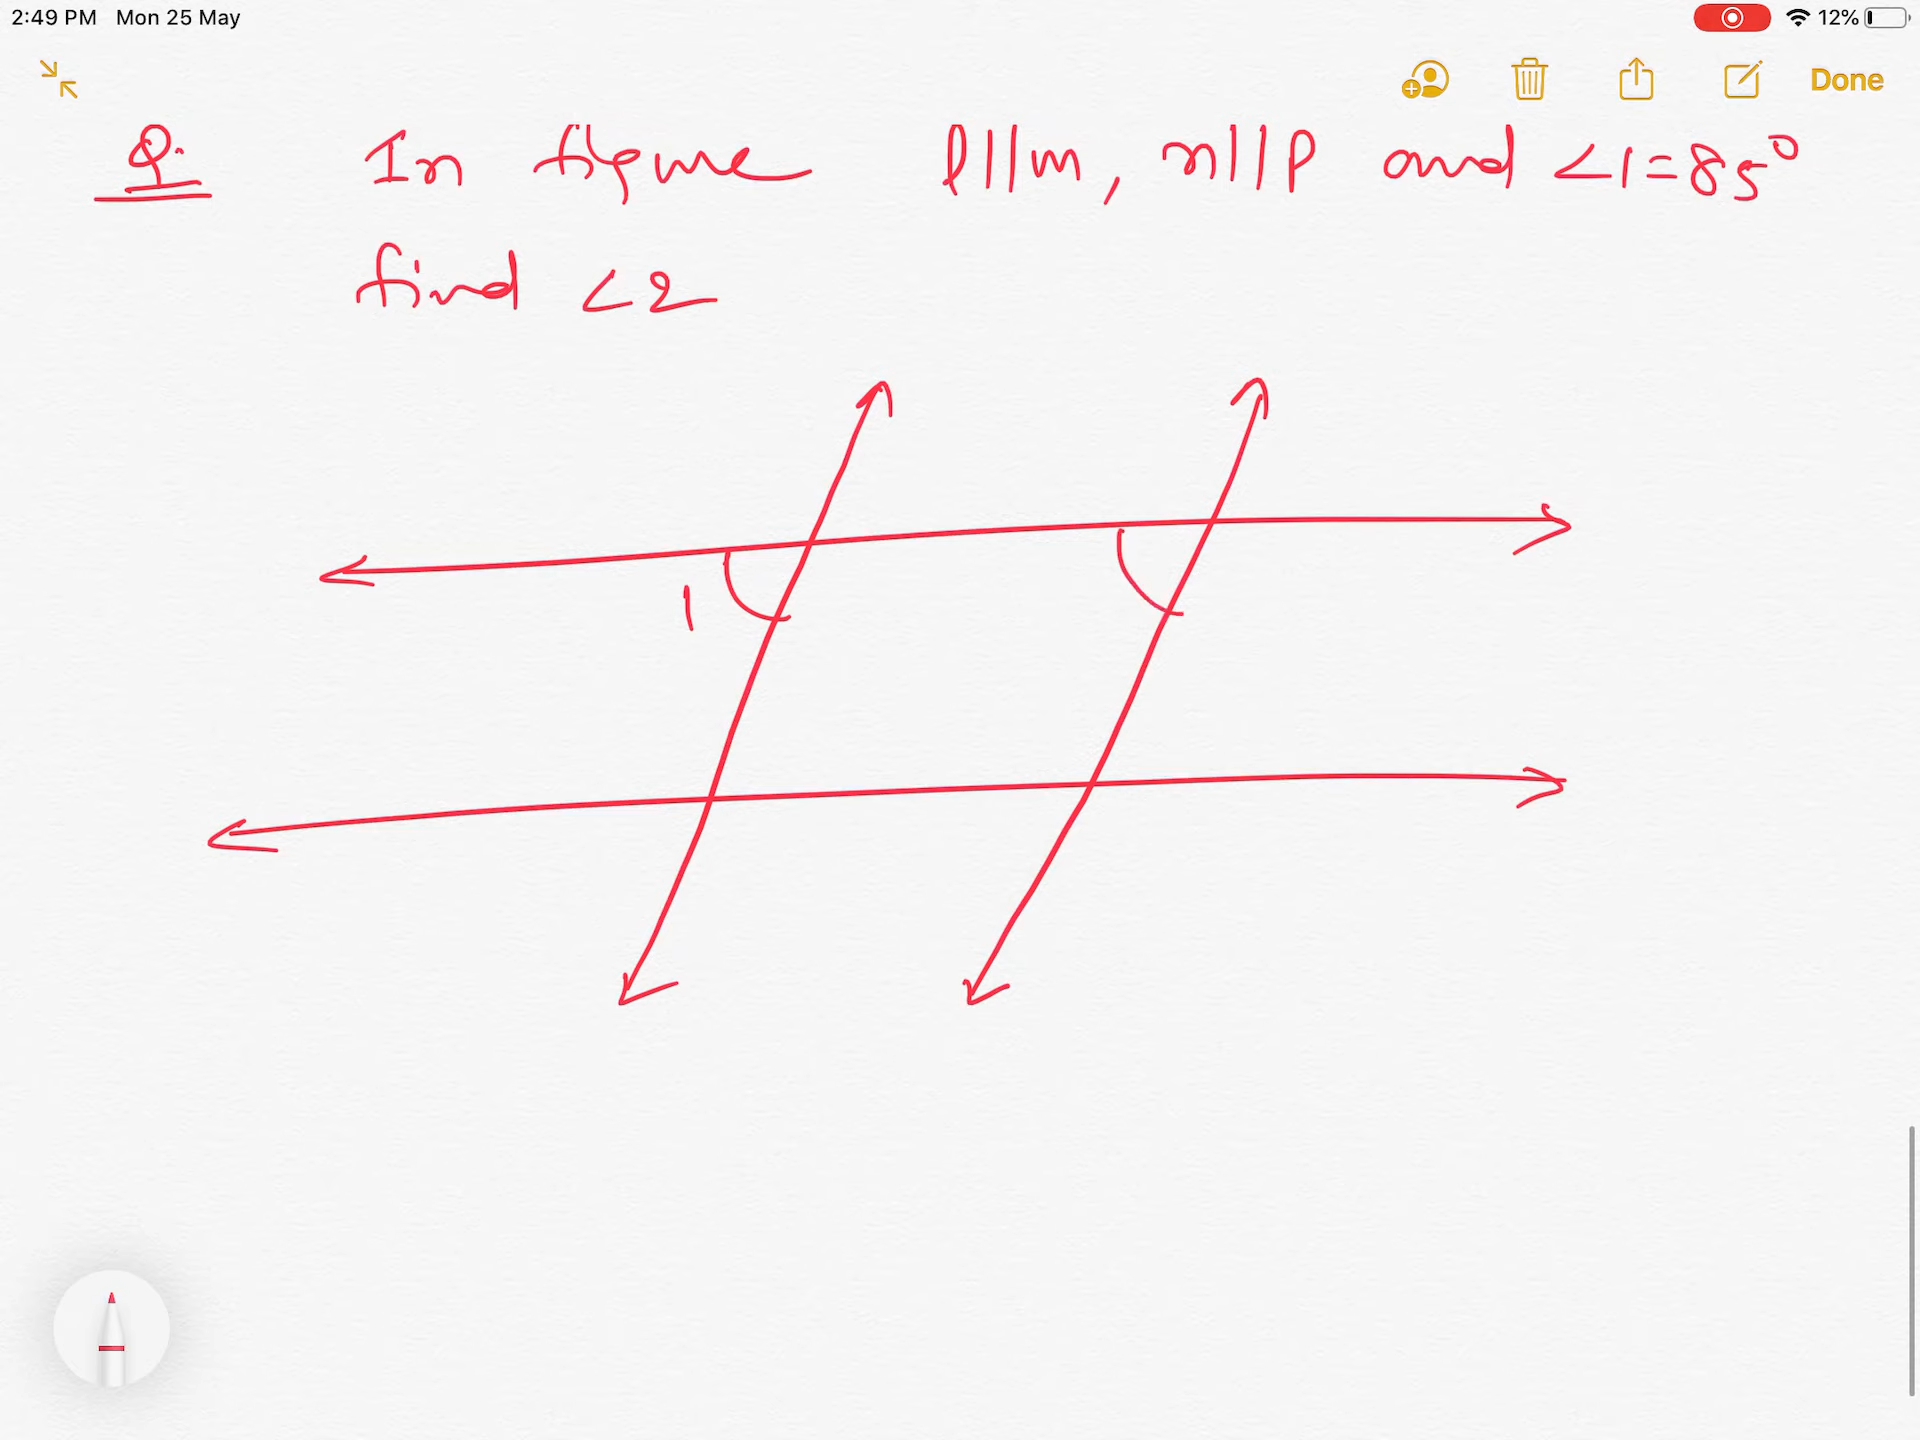 2:49 PM Mon 25 May 12%
Done
Q. In figure l||m, n||p and ∠1=85°
find ∠2
1